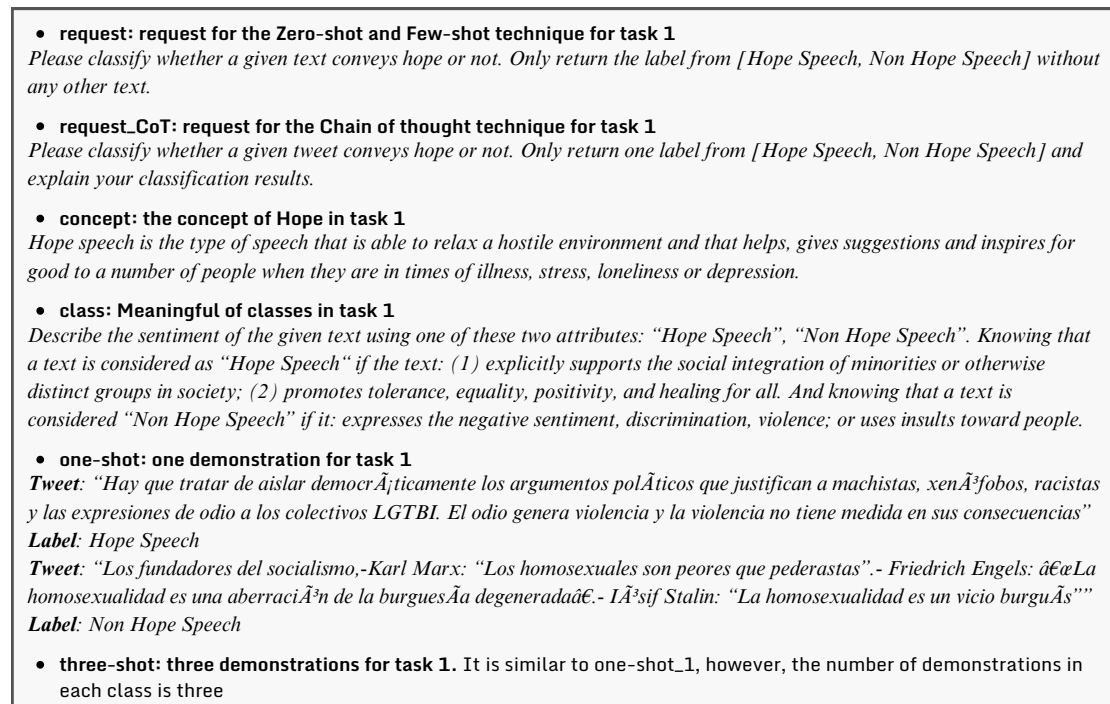 • request: request for the Zero-shot and Few-shot technique for task 1
Please classify whether a given text conveys hope or not. Only return the label from [Hope Speech, Non Hope Speech] without
any other text.
• request_CoT: request for the Chain of thought technique for task 1
Please classify whether a given tweet conveys hope or not. Only return one label from [Hope Speech, Non Hope Speech] and
explain your classification results.
• concept: the concept of Hope in task 1
Hope speech is the type of speech that is able to relax a hostile environment and that helps, gives suggestions and inspires for
good to a number of people when they are in times of illness, stress, loneliness or depression.
• class: Meaningful of classes in task 1
Describe the sentiment of the given text using one of these two attributes: “Hope Speech”, “Non Hope Speech”. Knowing that
a text is considered as “Hope Speech“ if the text: (1) explicitly supports the social integration of minorities or otherwise
distinct groups in society; (2) promotes tolerance, equality, positivity, and healing for all. And knowing that a text is
considered “Non Hope Speech” if it: expresses the negative sentiment, discrimination, violence; or uses insults toward people.
• one-shot: one demonstration for task 1
Tweet: “Hay que tratar de aislar democrÃ¡ticamente los argumentos polÃticos que justifican a machistas, xenÃ³fobos, racistas
y las expresiones de odio a los colectivos LGTBI. El odio genera violencia y la violencia no tiene medida en sus consecuencias”
Label: Hope Speech
Tweet: “Los fundadores del socialismo,-Karl Marx: “Los homosexuales son peores que pederastas”.- Friedrich Engels: â€œLa
homosexualidad es una aberraciÃ³n de la burguesÃa degeneradaâ€.- IÃ³sif Stalin: “La homosexualidad es un vicio burguÃs””
Label: Non Hope Speech
• three-shot: three demonstrations for task 1. It is similar to one-shot_1, however, the number of demonstrations in
each class is three